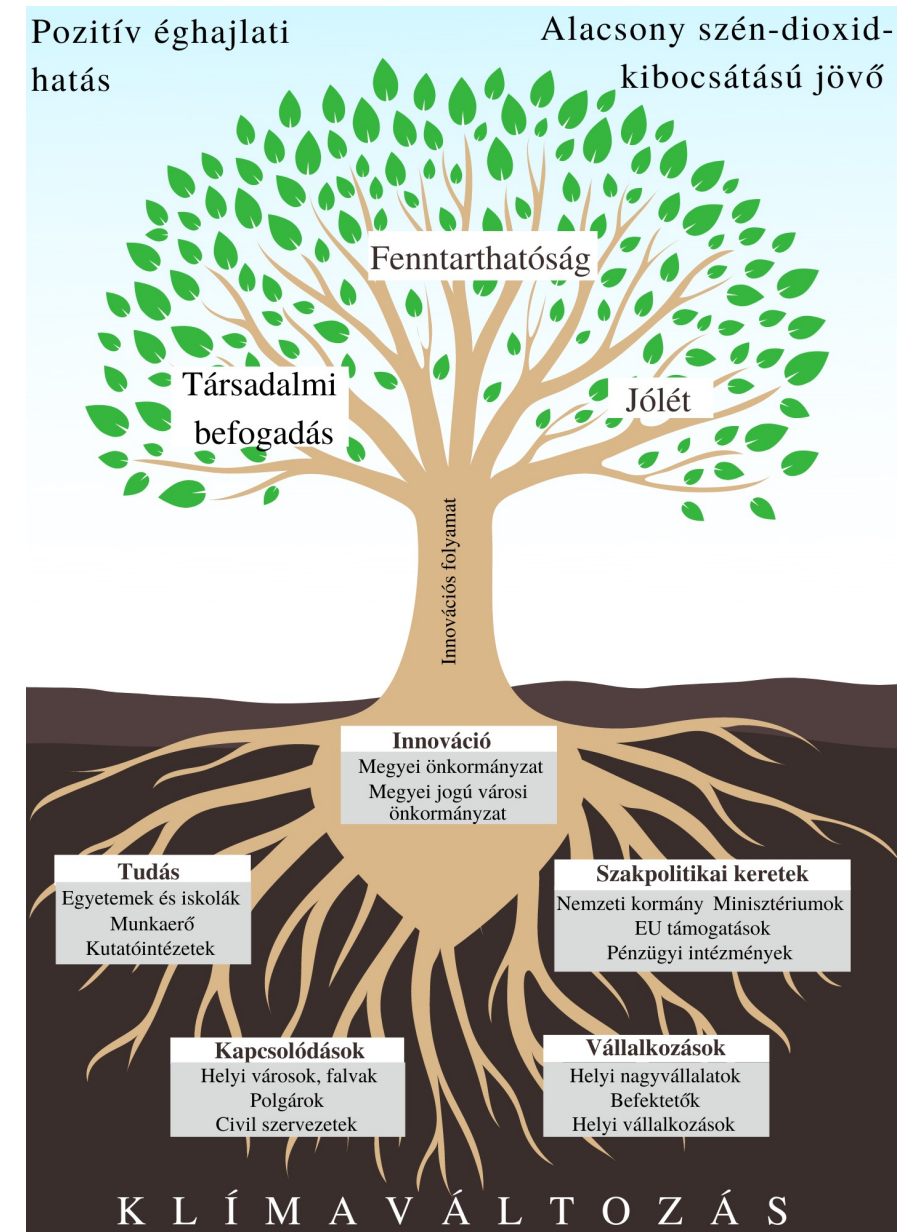 Pozitív éghajlati
hatás
Alacsony szén-dioxid-
kibocsátású jövő
Fenntarthatóság
Társadalmi
befogadás
Jólét
Innovációs folyamat
Innováció
Megyei önkormányzat
Megyei jogú városi
önkormányzat
Tudás
Egyetemek és iskolák
Munkaerő
Kutatóintézetek
Szakpolitikai keretek
Nemzeti kormány Minisztériumok
EU támogatások
Pénzügyi intézmények
Kapcsolódások
Helyi városok, falvak
Polgárok
Civil szervezetek
Vállalkozások
Helyi nagyvállalatok
Befektetők
Helyi vállalkozások
KLÍMAVÁLTOZÁS